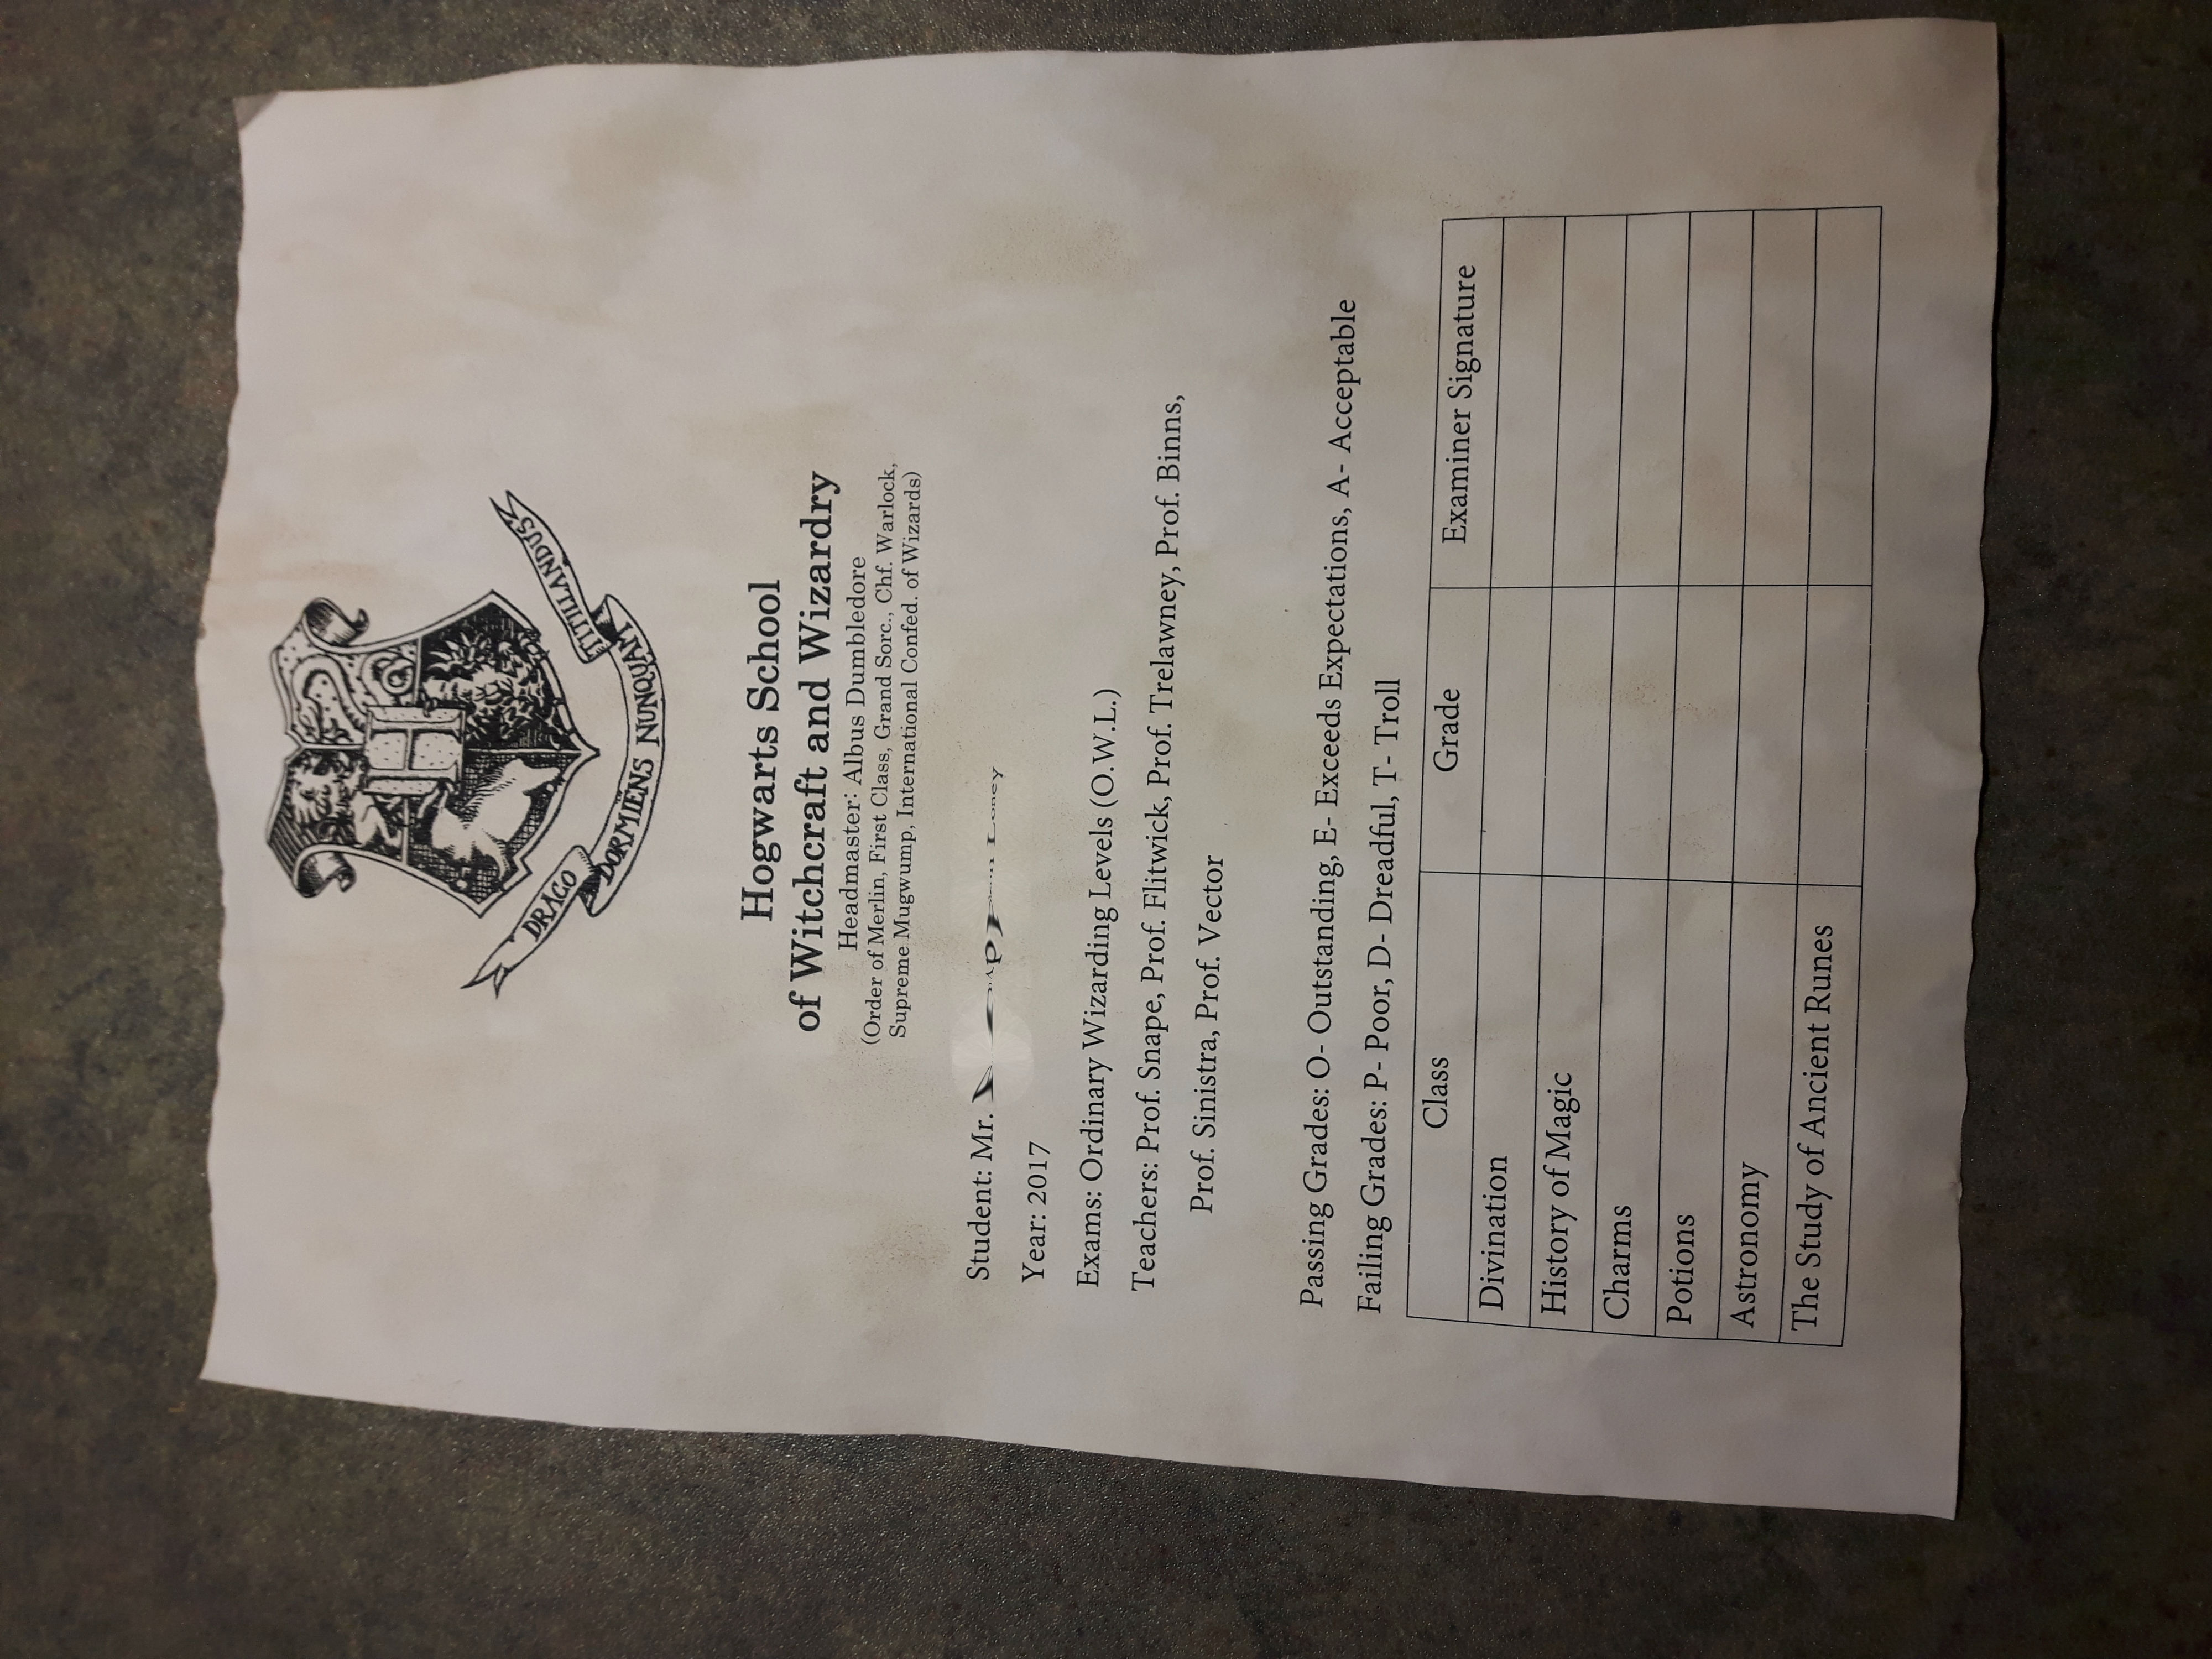 DRAGO DORMIENS NUNQUAM TITILLANDUS
Hogwarts School
of Witchcraft and Wizardry
Headmaster: Albus Dumbledore
(Order of Merlin, First Class, Grand Sorc., Chf. Warlock,
Supreme Mugwump, International Confed. of Wizards)
Student: Mr.
Year: 2017
Exams: Ordinary Wizarding Levels (O.W.L.)
Teachers: Prof. Snape, Prof. Flitwick, Prof. Trelawney, Prof. Binns,
Prof. Sinistra, Prof. Vector
Passing Grades: O- Outstanding, E- Exceeds Expectations, A- Acceptable
Failing Grades: P- Poor, D- Dreadful, T- Troll
Class Grade Examiner Signature
Divination
History of Magic
Charms
Potions
Astronomy
The Study of Ancient Runes